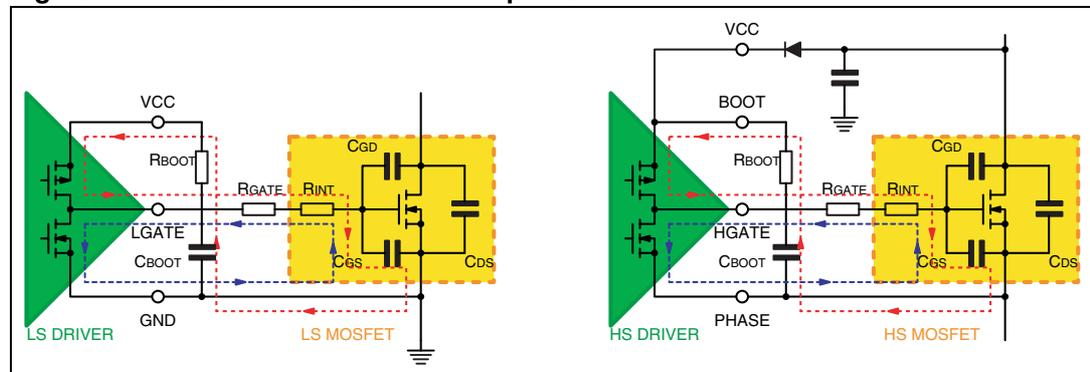 VCC
RBOOT
CGD
RGATE
RINT
LGATE
CBOOT
CGS
CDS
GND
LS DRIVER
LS MOSFET
VCC
BOOT
RBOOT
CGD
RGATE
RINT
HGATE
CBOOT
CGS
CDS
PHASE
HS DRIVER
HS MOSFET